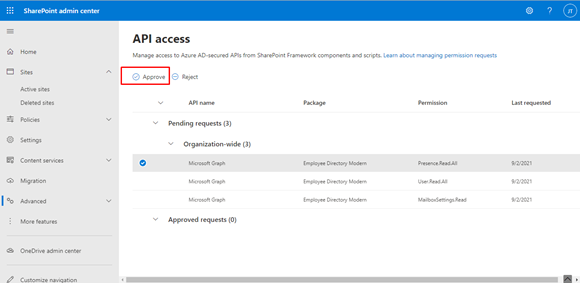 SharePoint admin center
?
JT
Home
Sites
Active sites
Deleted sites
Policies
Settings
Content services
Migration
Advanced
More features
OneDrive admin center
Customize navigation
API access
Manage access to Azure AD-secured APIs from SharePoint Framework components and scripts. Learn about managing permission requests
Approve Reject
API name Package Permission Last requested
Pending requests (3)
Organization-wide (3)
Microsoft Graph Employee Directory Modern Presence.Read.All 9/2/2021
Microsoft Graph Employee Directory Modern User.Read.All 9/2/2021
Microsoft Graph Employee Directory Modern MailboxSettings.Read 9/2/2021
Approved requests (0)